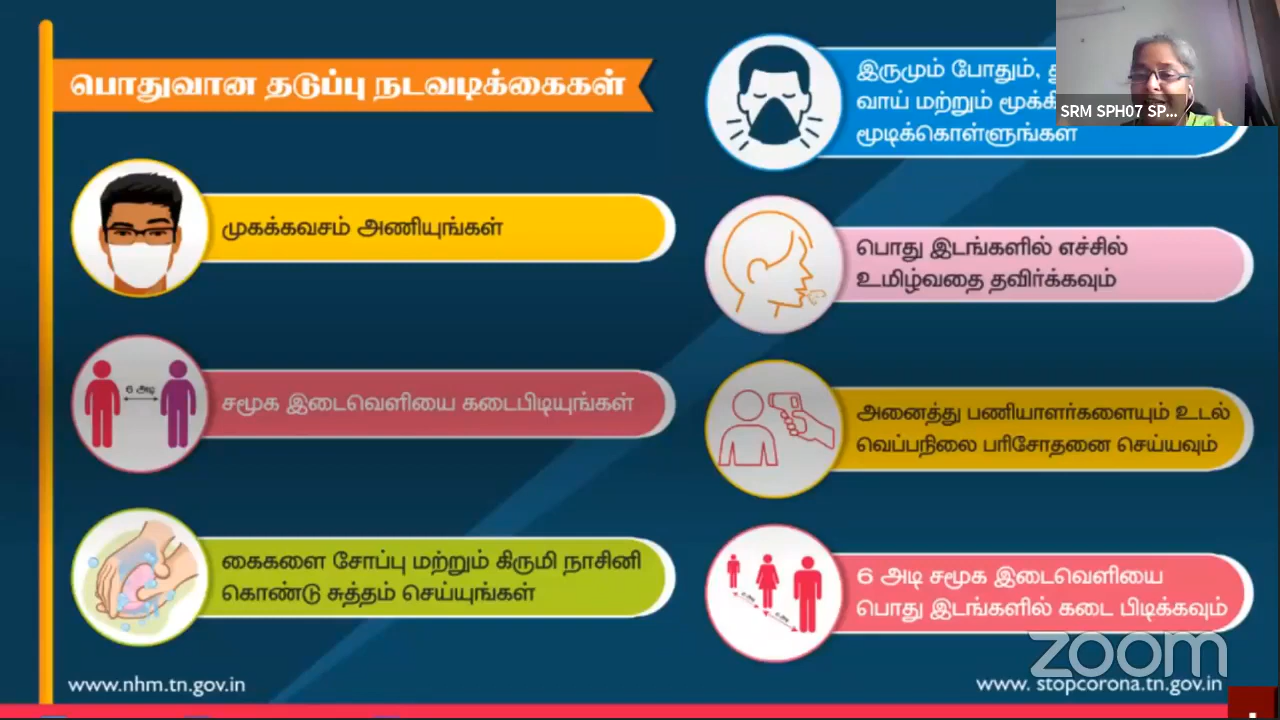 பொதுவான தடுப்பு நடவடிக்கைகள்
முகக்கவசம் அணியுங்கள்
6 அடி
சமூக இடைவெளியை கடைபிடியுங்கள்
கைகளை சோப்பு மற்றும் கிருமி நாசினி
கொண்டு சுத்தம் செய்யுங்கள்
www.nhm.tn.gov.in
இருமும் போதும்,
வாய் மற்றும்
மூடிக்கொள்ளுங்கள்
SRM SPH07 SP...
பொது இடங்களில் எச்சில்
உமிழ்வதை தவிர்க்கவும்
அனைத்து பணியாளர்களையும் உடல்
வெப்பநிலை பரிசோதனை செய்யவும்
6 அடி சமூக இடைவெளியை
பொது இடங்களில் கடை பிடிக்கவும்
zoom
www. stopcorona.tn.gov.in